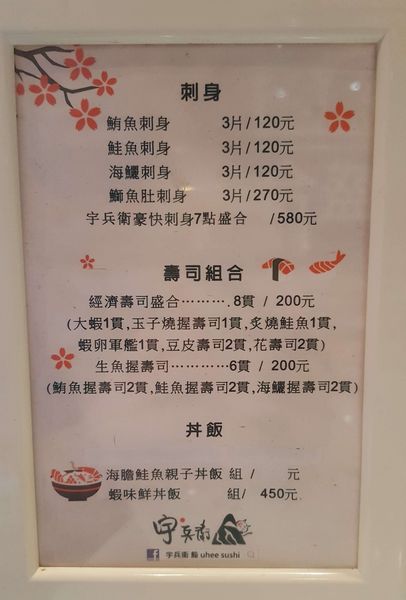 刺身
鮪魚刺身 3片/120元
鮭魚刺身 3片/120元
海鱺刺身 3片/120元
鰤魚肚刺身 3片/270元
宇兵衛豪快刺身7點盛合 /580元
壽司組合
經濟壽司盛合……….8貫 / 200元
(大蝦1貫,玉子燒握壽司1貫,炙燒鮭魚1貫,
蝦卵軍艦1貫,豆皮壽司2貫,花壽司2貫)
生魚握壽司…………6貫 / 200元
(鮪魚握壽司2貫,鮭魚握壽司2貫,海鱺握壽司2貫)
丼飯
海膽鮭魚親子丼飯 組 / 元
蝦味鮮丼飯 組/ 450元
宇兵衛
f 宇兵衛 鮨 uhee sushi